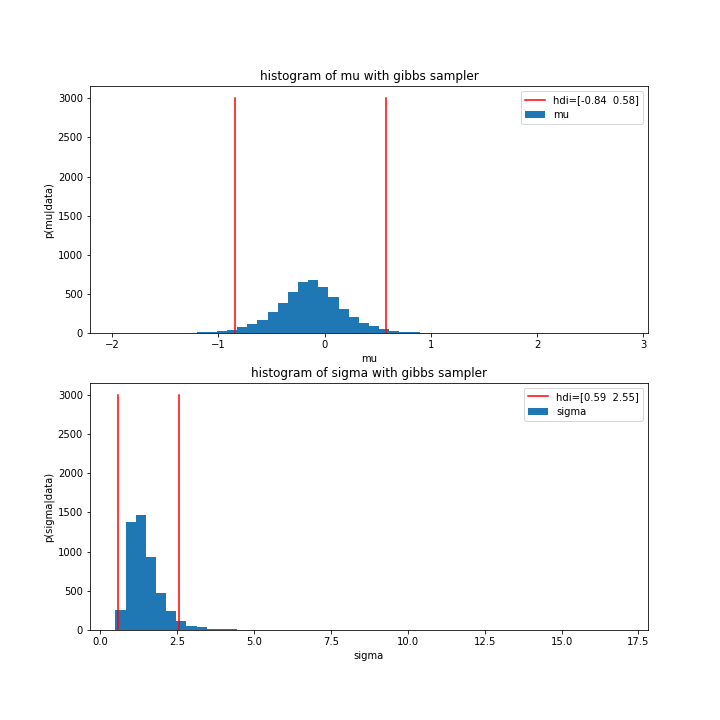 histogram of mu with gibbs sampler
3000
2500
2000
1500
1000
500
0
p(mu|data)
hdi=[-0.84  0.58]
mu
−2
−1
0
1
2
3
mu
histogram of sigma with gibbs sampler
3000
2500
2000
1500
1000
500
0
p(sigma|data)
hdi=[0.59  2.55]
sigma
0.0
2.5
5.0
7.5
10.0
12.5
15.0
17.5
sigma